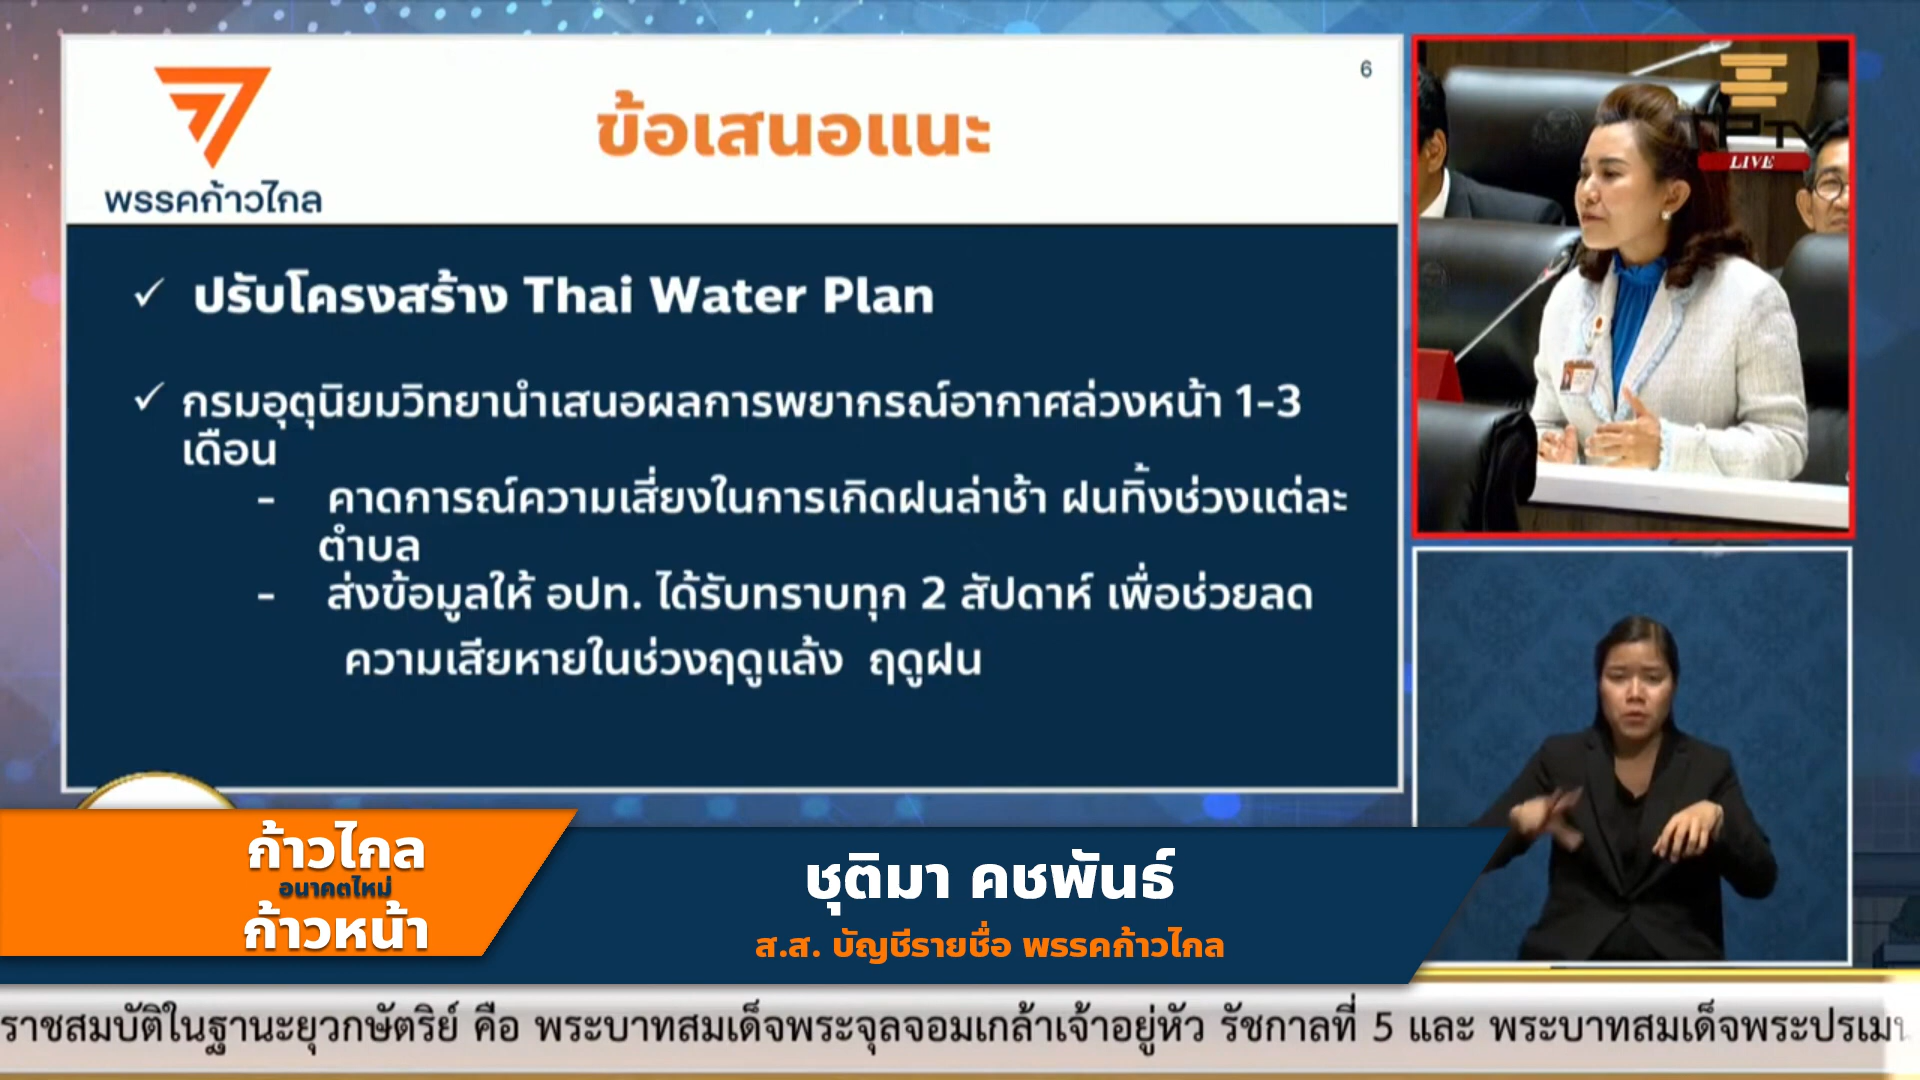 6
ข้อเสนอแนะ
พรรคก้าวไกล
✓ ปรับโครงสร้าง Thai Water Plan
✓ กรมอุตุนิยมวิทยานำเสนอผลการพยากรณ์อากาศล่วงหน้า 1-3
เดือน
- คาดการณ์ความเสี่ยงในการเกิดฝนล่าช้า ฝนทิ้งช่วงแต่ละ
ตำบล
- ส่งข้อมูลให้ อปท. ได้รับทราบทุก 2 สัปดาห์ เพื่อช่วยลด
ความเสียหายในช่วงฤดูแล้ง ฤดูฝน
TPTV
LIVE
ก้าวไกล
อนาคตใหม่
ก้าวหน้า
ชุติมา คชพันธ์
ส.ส. บัญชีรายชื่อ พรรคก้าวไกล
ราชสมบัติในฐานะยุวกษัตริย์ คือ พระบาทสมเด็จพระจุลจอมเกล้าเจ้าอยู่หัว รัชกาลที่ 5 และ พระบาทสมเด็จพระปรเม